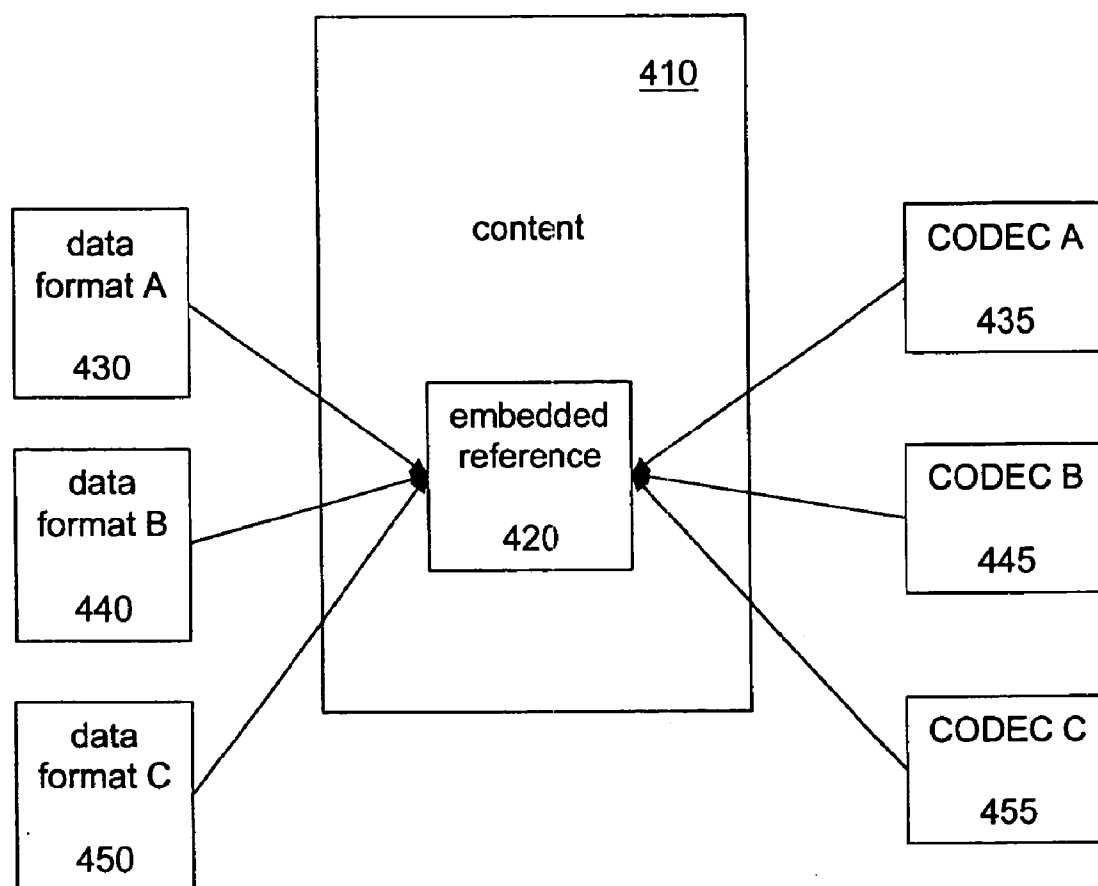 410
content
data
format A
430
data
format B
440
data
format C
450
embedded
reference
420
CODEC A
435
CODEC B
445
CODEC C
455